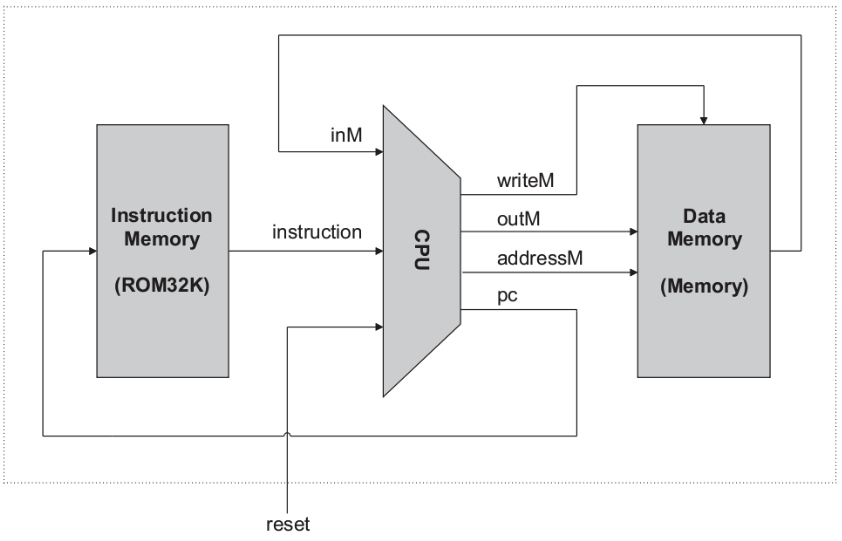 inM
writeM
Instruction
Memory
(ROM32K)
instruction
CPU
outM
addressM
pc
Data
Memory
(Memory)
reset